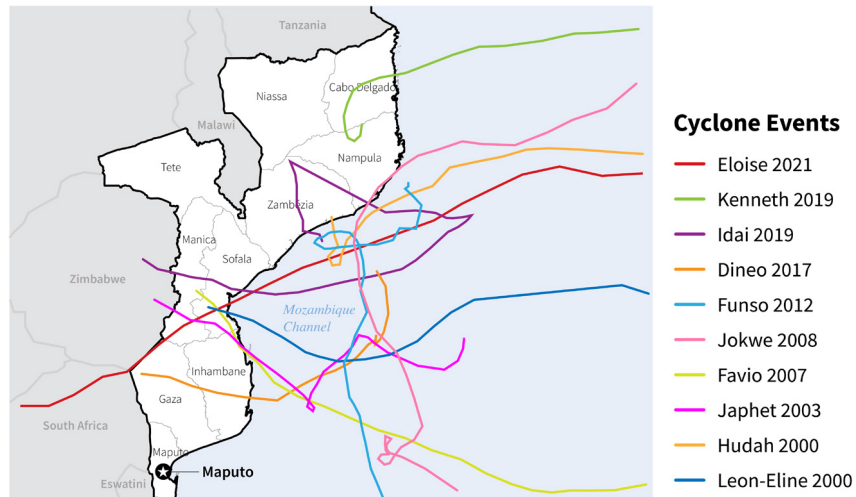 Cabo Delgado
Niassa
Malawi
Nampula
Tete
Zambezia
Manica
Sofala
Zimbabwe
Mozambique
Channel
Inhambane
Gaza
South Africa
Maputo
Maputo
Eswatini
Tanzania
Cyclone Events
Eloise 2021
Kenneth 2019
Idai 2019
Dineo 2017
Funso 2012
Jokwe 2008
Favio 2007
Japhet 2003
Hudah 2000
Leon-Eline 2000